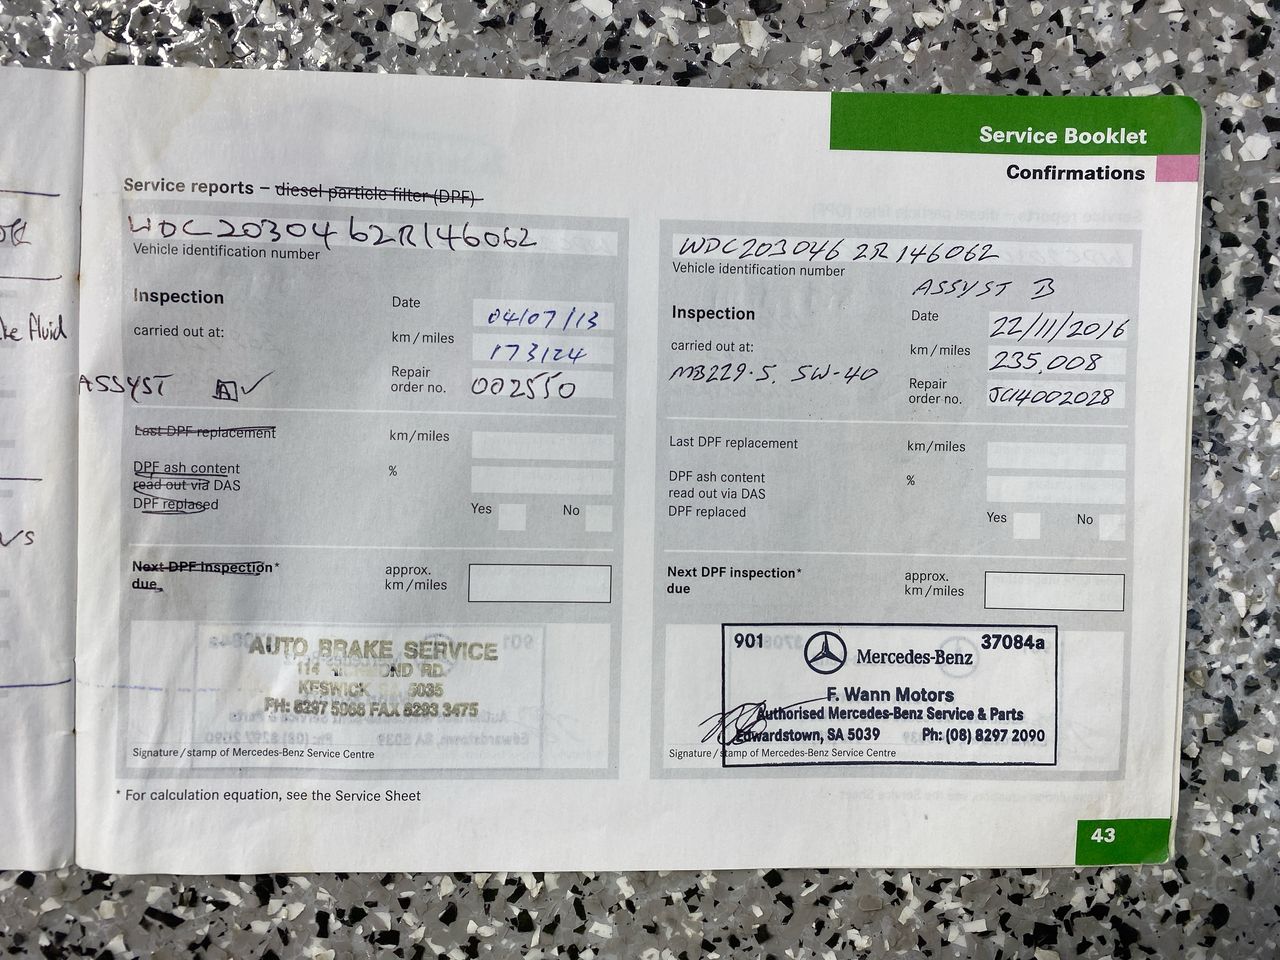 Service Booklet
Confirmations
ke fluid
Service reports – diesel particle filter (DPF)
WDC2030462R146062
Vehicle identification number
Inspection
carried out at:
Date
04/07/13
km/miles
173124
Repair
order no.
002550
ASSYST A ✓
Last DPF replacement
km/miles
DPF ash content
read out via DAS
%
DPF replaced
Yes
No
Next DPF inspection*
due
approx.
km/miles
AUTO BRAKE SERVICE
114 RICHMOND RD.
KESWICK SA 5035
PH: 8297 5068 FAX 8293 3475
Signature / stamp of Mercedes-Benz Service Centre
* For calculation equation, see the Service Sheet
WDC203046 2R 146062
Vehicle identification number
ASSYST B
Inspection
carried out at:
MB229.5. 5W-40
Date
22/11/2016
km/miles
235,008
Repair
order no.
JC14002028
Last DPF replacement
km/miles
DPF ash content
read out via DAS
%
DPF replaced
Yes
No
Next DPF inspection*
due
approx.
km/miles
901
37084a
Mercedes-Benz
F. Wann Motors
Authorised Mercedes-Benz Service & Parts
Edwardstown, SA 5039 Ph: (08) 8297 2090
Signature / stamp of Mercedes-Benz Service Centre
43